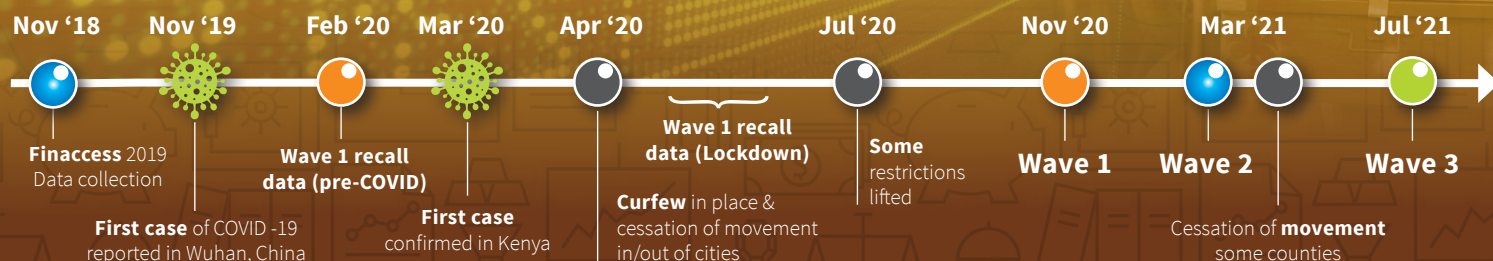 Nov ‘18
Nov ‘19
Feb ‘20
Mar ‘20
Apr ‘20
Jul ‘20
Nov ‘20
Mar ‘21
Jul ‘21
Finaccess 2019
Data collection
First case of COVID -19
reported in Wuhan, China
Wave 1 recall
data (pre-COVID)
First case
confirmed in Kenya
Curfew in place &
cessation of movement
in/out of cities
Wave 1 recall
data (Lockdown)
Some
restrictions
lifted
Wave 1
Wave 2
Cessation of movement
some counties
Wave 3